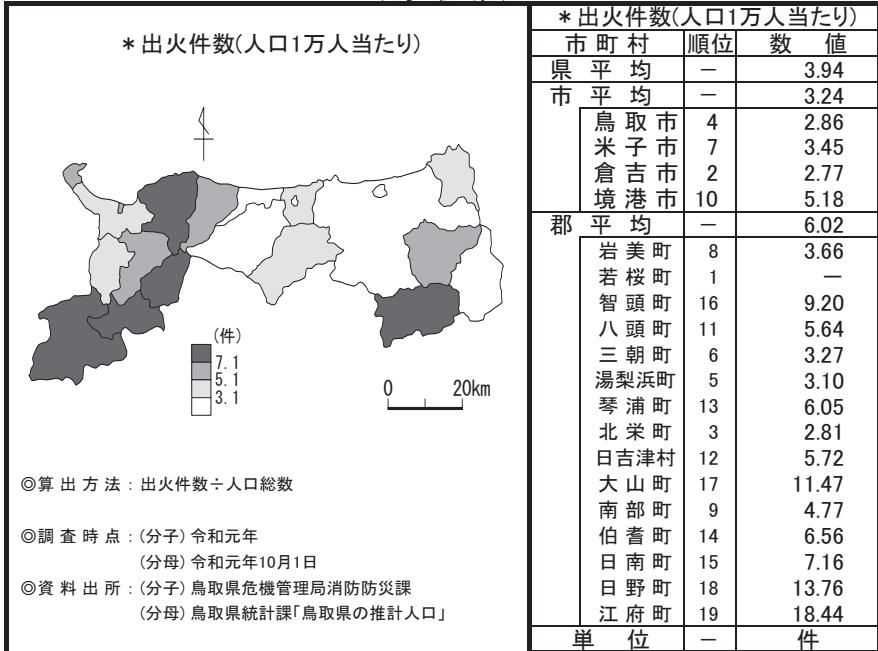 *出火件数(人口1万人当たり)
(件)
7.1
5.1
3.1
0 20km
◎算出方法:出火件数÷人口総数
◎調査時点:(分子)令和元年
(分母)令和元年10月1日
◎資料出所:(分子)鳥取県危機管理局消防防災課
(分母)鳥取県統計課「鳥取県の推計人口」
*出火件数(人口1万人当たり)
市町村 順位 数値
県平均 － 3.94
市平均 － 3.24
鳥取市 4 2.86
米子市 7 3.45
倉吉市 2 2.77
境港市 10 5.18
郡平均 － 6.02
岩美町 8 3.66
若桜町 1 －
智頭町 16 9.20
八頭町 11 5.64
三朝町 6 3.27
湯梨浜町 5 3.10
琴浦町 13 6.05
北栄町 3 2.81
日吉津村 12 5.72
大山町 17 11.47
南部町 9 4.77
伯耆町 14 6.56
日南町 15 7.16
日野町 18 13.76
江府町 19 18.44
単位 － 件